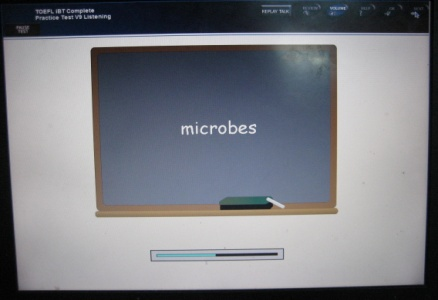 TOEFL iBT Complete
Practice Test V9 Listening
REPLAY TALK
VOLUME
microbes